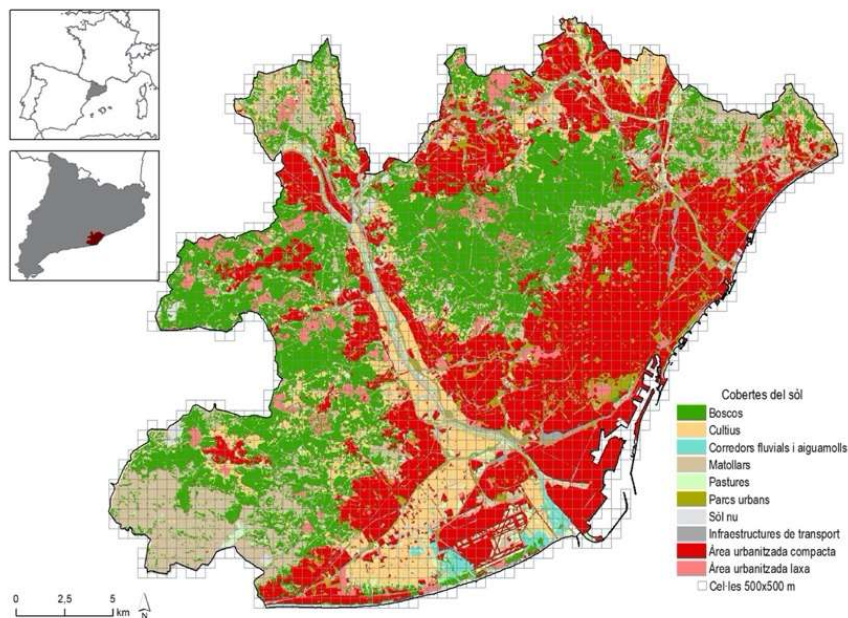 Cobertes del sòl
Boscos
Cultius
Corredors fluvials i aiguamolls
Matollars
Pastures
Parcs urbans
Sòl nu
Infraestructures de transport
Àrea urbanitzada compacta
Àrea urbanitzada laxa
Cel·les 500x500 m
0 2,5 5
km
N